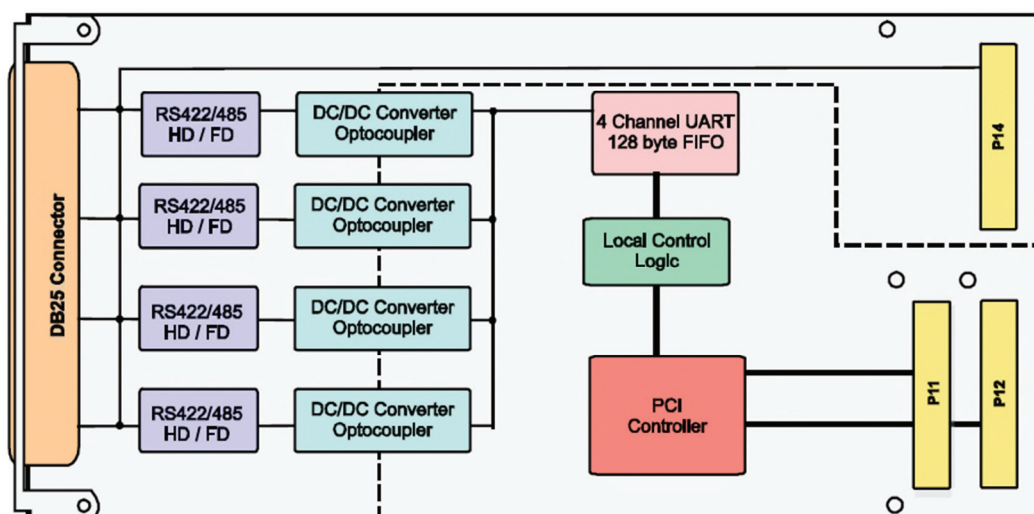 DB25 Connector
RS422/485
HD / FD
DC/DC Converter
Optocoupler
4 Channel UART
128 byte FIFO
P14
RS422/485
HD / FD
DC/DC Converter
Optocoupler
Local Control
Logic
RS422/485
HD / FD
DC/DC Converter
Optocoupler
RS422/485
HD / FD
DC/DC Converter
Optocoupler
PCI
Controller
P11
P12